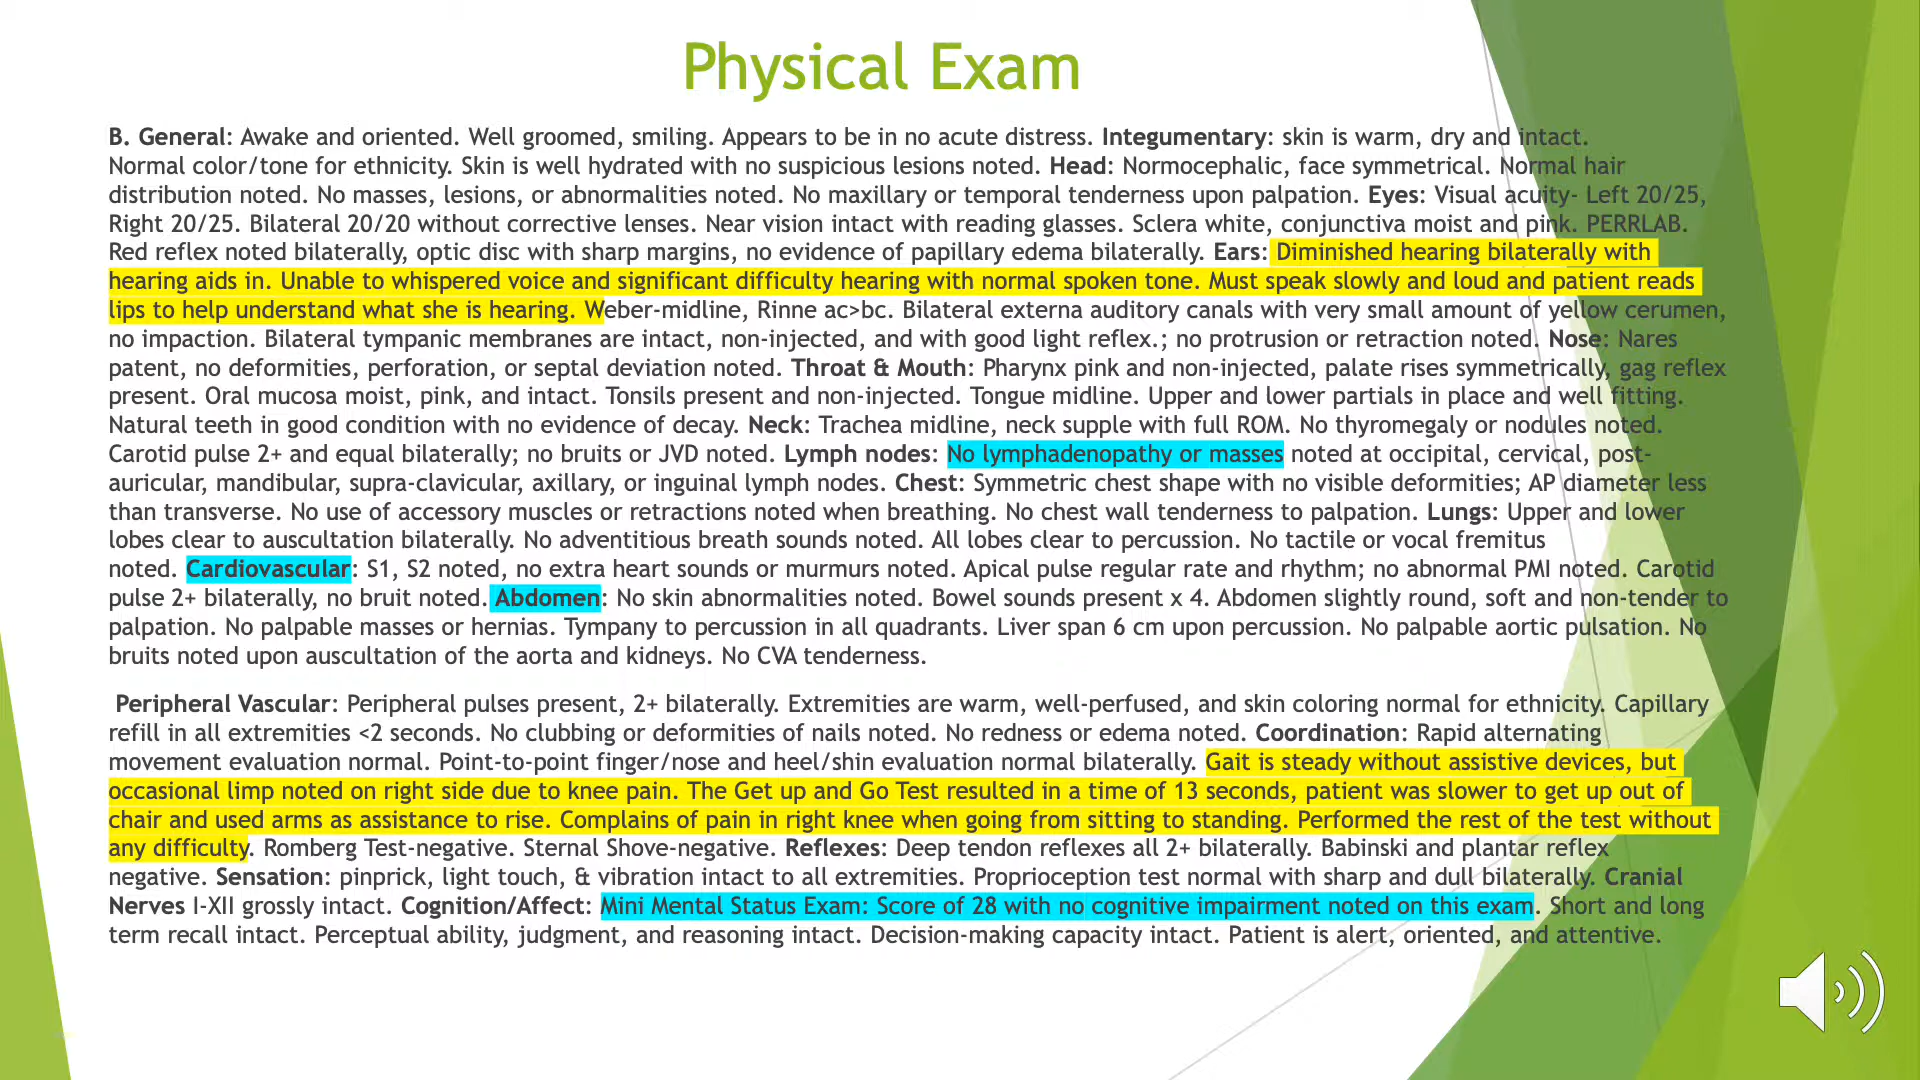 Physical Exam
B. General: Awake and oriented. Well groomed, smiling. Appears to be in no acute distress. Integumentary: skin is warm, dry and intact.
Normal color/tone for ethnicity. Skin is well hydrated with no suspicious lesions noted. Head: Normocephalic, face symmetrical. Normal hair
distribution noted. No masses, lesions, or abnormalities noted. No maxillary or temporal tenderness upon palpation. Eyes: Visual acuity- Left 20/25,
Right 20/25. Bilateral 20/20 without corrective lenses. Near vision intact with reading glasses. Sclera white, conjunctiva moist and pink. PERRLAB.
Red reflex noted bilaterally, optic disc with sharp margins, no evidence of papillary edema bilaterally. Ears: Diminished hearing bilaterally with
hearing aids in. Unable to whispered voice and significant difficulty hearing with normal spoken tone. Must speak slowly and loud and patient reads
lips to help understand what she is hearing. Weber-midline, Rinne ac>bc. Bilateral externa auditory canals with very small amount of yellow cerumen,
no impaction. Bilateral tympanic membranes are intact, non-injected, and with good light reflex.; no protrusion or retraction noted. Nose: Nares
patent, no deformities, perforation, or septal deviation noted. Throat & Mouth: Pharynx pink and non-injected, palate rises symmetrically, gag reflex
present. Oral mucosa moist, pink, and intact. Tonsils present and non-injected. Tongue midline. Upper and lower partials in place and well fitting.
Natural teeth in good condition with no evidence of decay. Neck: Trachea midline, neck supple with full ROM. No thyromegaly or nodules noted.
Carotid pulse 2+ and equal bilaterally; no bruits or JVD noted. Lymph nodes: No lymphadenopathy or masses noted at occipital, cervical, post-
auricular, mandibular, supra-clavicular, axillary, or inguinal lymph nodes. Chest: Symmetric chest shape with no visible deformities; AP diameter less
than transverse. No use of accessory muscles or retractions noted when breathing. No chest wall tenderness to palpation. Lungs: Upper and lower
lobes clear to auscultation bilaterally. No adventitious breath sounds noted. All lobes clear to percussion. No tactile or vocal fremitus
noted. Cardiovascular: S1, S2 noted, no extra heart sounds or murmurs noted. Apical pulse regular rate and rhythm; no abnormal PMI noted. Carotid
pulse 2+ bilaterally, no bruit noted. Abdomen: No skin abnormalities noted. Bowel sounds present x 4. Abdomen slightly round, soft and non-tender to
palpation. No palpable masses or hernias. Tympany to percussion in all quadrants. Liver span 6 cm upon percussion. No palpable aortic pulsation. No
bruits noted upon auscultation of the aorta and kidneys. No CVA tenderness.
Peripheral Vascular: Peripheral pulses present, 2+ bilaterally. Extremities are warm, well-perfused, and skin coloring normal for ethnicity. Capillary
refill in all extremities <2 seconds. No clubbing or deformities of nails noted. No redness or edema noted. Coordination: Rapid alternating
movement evaluation normal. Point-to-point finger/nose and heel/shin evaluation normal bilaterally. Gait is steady without assistive devices, but
occasional limp noted on right side due to knee pain. The Get up and Go Test resulted in a time of 13 seconds, patient was slower to get up out of
chair and used arms as assistance to rise. Complains of pain in right knee when going from sitting to standing. Performed the rest of the test without
any difficulty. Romberg Test-negative. Sternal Shove-negative. Reflexes: Deep tendon reflexes all 2+ bilaterally. Babinski and plantar reflex
negative. Sensation: pinprick, light touch, & vibration intact to all extremities. Proprioception test normal with sharp and dull bilaterally. Cranial
Nerves I-XII grossly intact. Cognition/Affect: Mini Mental Status Exam: Score of 28 with no cognitive impairment noted on this exam. Short and long
term recall intact. Perceptual ability, judgment, and reasoning intact. Decision-making capacity intact. Patient is alert, oriented, and attentive.